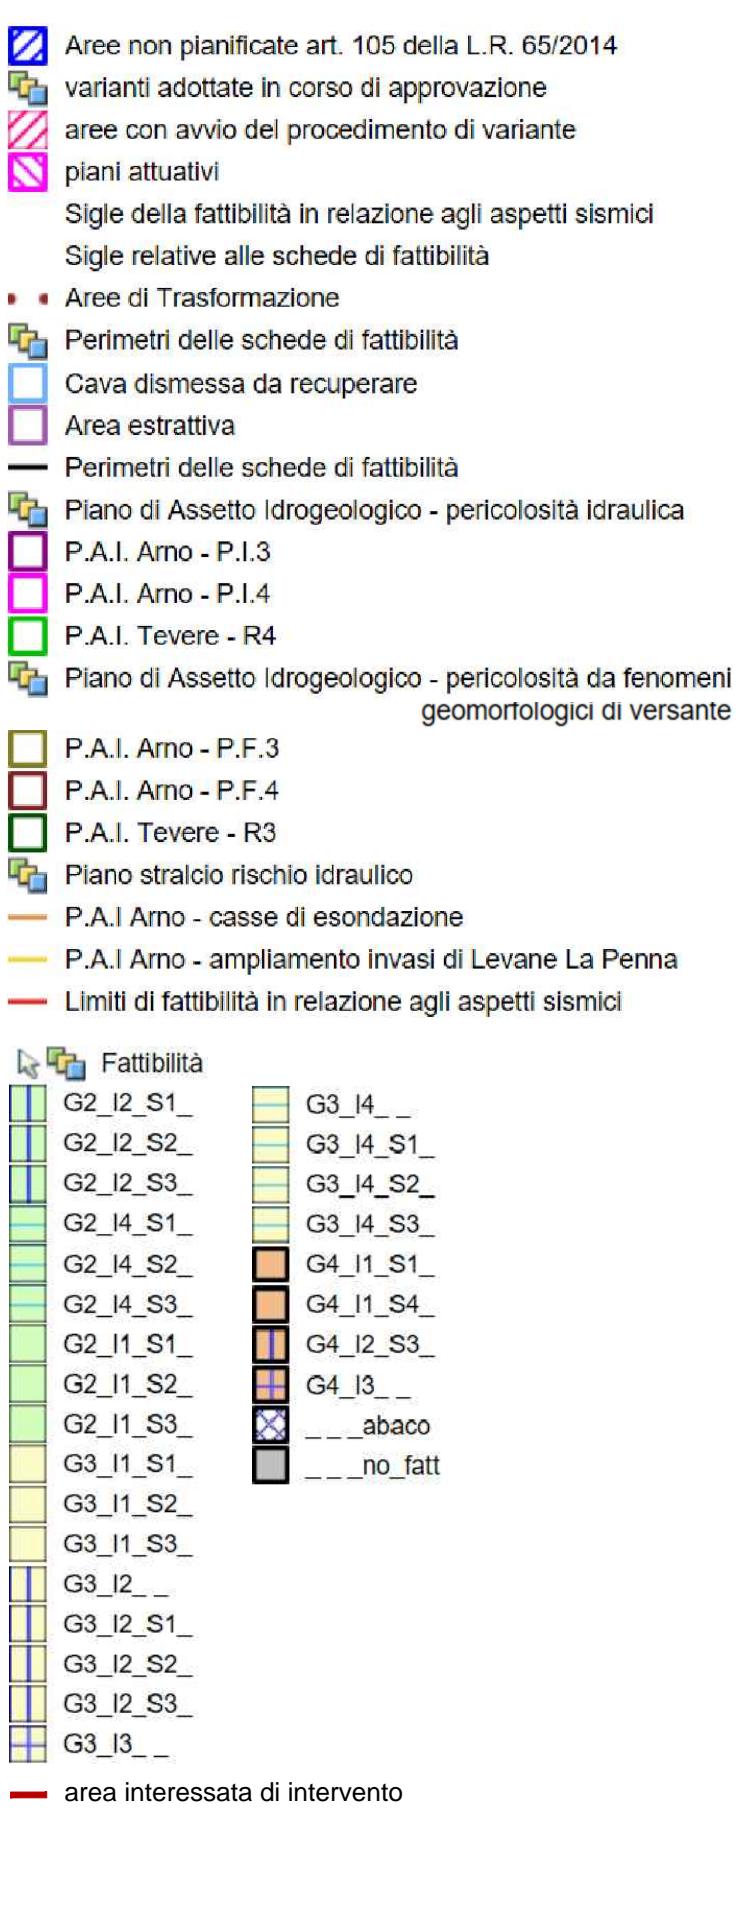 Aree non pianificate art. 105 della L.R. 65/2014
varianti adottate in corso di approvazione
aree con avvio del procedimento di variante
piani attuativi
Sigle della fattibilità in relazione agli aspetti sismici
Sigle relative alle schede di fattibilità
Aree di Trasformazione
Perimetri delle schede di fattibilità
Cava dismessa da recuperare
Area estrattiva
Perimetri delle schede di fattibilità
Piano di Assetto Idrogeologico - pericolosità idraulica
P.A.I. Arno - P.I.3
P.A.I. Arno - P.I.4
P.A.I. Tevere - R4
Piano di Assetto Idrogeologico - pericolosità da fenomeni
geomorfologici di versante
P.A.I. Arno - P.F.3
P.A.I. Arno - P.F.4
P.A.I. Tevere - R3
Piano stralcio rischio idraulico
P.A.I Arno - casse di esondazione
P.A.I Arno - ampliamento invasi di Levane La Penna
Limiti di fattibilità in relazione agli aspetti sismici
Fattibilità
G2_I2_S1_
G2_I2_S2_
G2_I2_S3_
G2_I4_S1_
G2_I4_S2_
G2_I4_S3_
G2_I1_S1_
G2_I1_S2_
G2_I1_S3_
G3_I1_S1_
G3_I1_S2_
G3_I1_S3_
G3_I2_ _
G3_I2_S1_
G3_I2_S2_
G3_I2_S3_
G3_I3_ _
G3_I4_ _
G3_I4_S1_
G3_I4_S2_
G3_I4_S3_
G4_I1_S1_
G4_I1_S4_
G4_I2_S3_
G4_I3_ _
_ _ _abaco
_ _ _no_fatt
area interessata di intervento